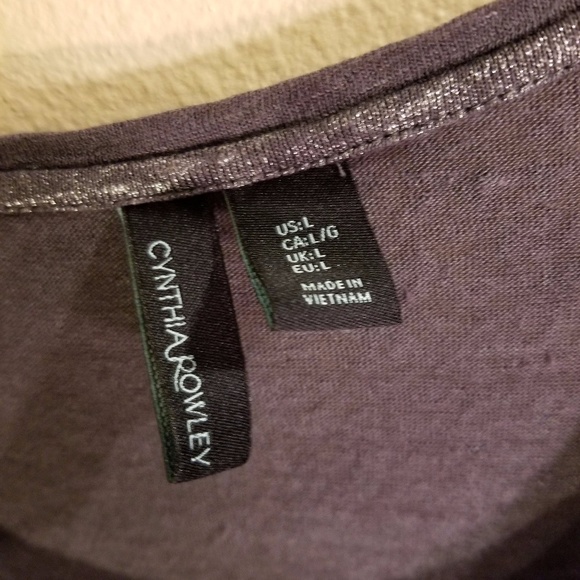 CYNTHIA ROWLEY
US:L
CA:L/G
UK:L
EU:L
MADE IN
VIETNAM